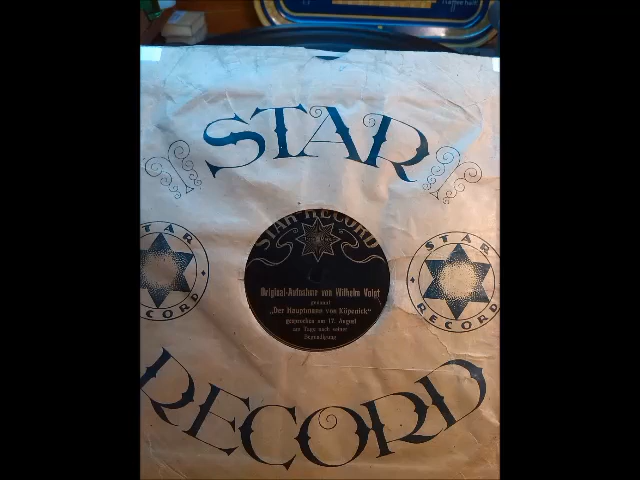 STAR
STAR RECORD
STAR RECORD
STAR RECORD
Original-Aufnahme von Wilhelm Voigt
genannt
„Der Hauptmann von Köpenick“
gesprochen am 17. August
am Tage nach seiner
Begnadigung
RECORD